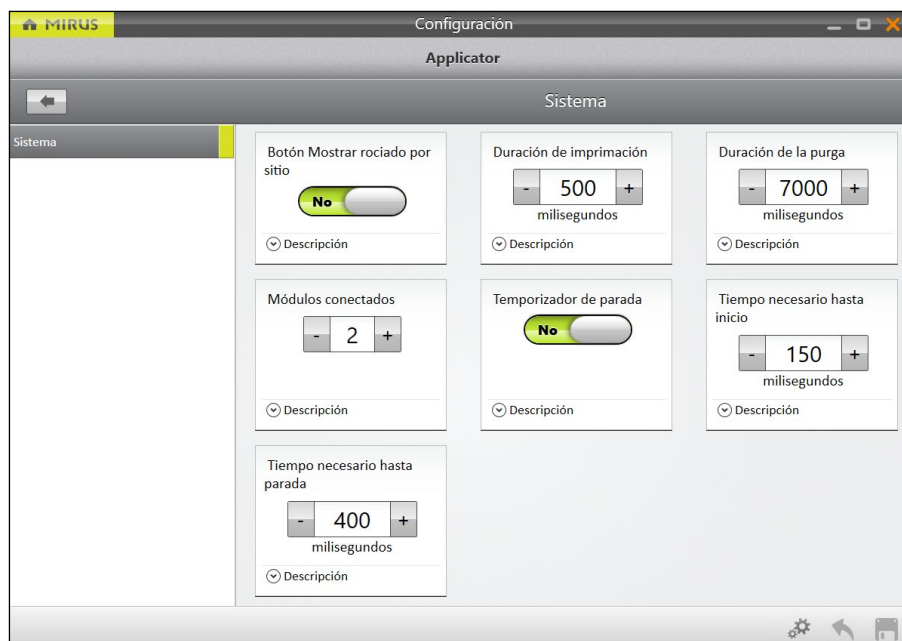 MIRUS
Configuración
Applicator
Sistema
Sistema
Botón Mostrar rociado por
sitio
No
Descripción
Duración de imprimación
- 500 +
milisegundos
Descripción
Duración de la purga
- 7000 +
milisegundos
Descripción
Módulos conectados
- 2 +
Descripción
Temporizador de parada
No
Descripción
Tiempo necesario hasta
inicio
- 150 +
milisegundos
Descripción
Tiempo necesario hasta
parada
- 400 +
milisegundos
Descripción